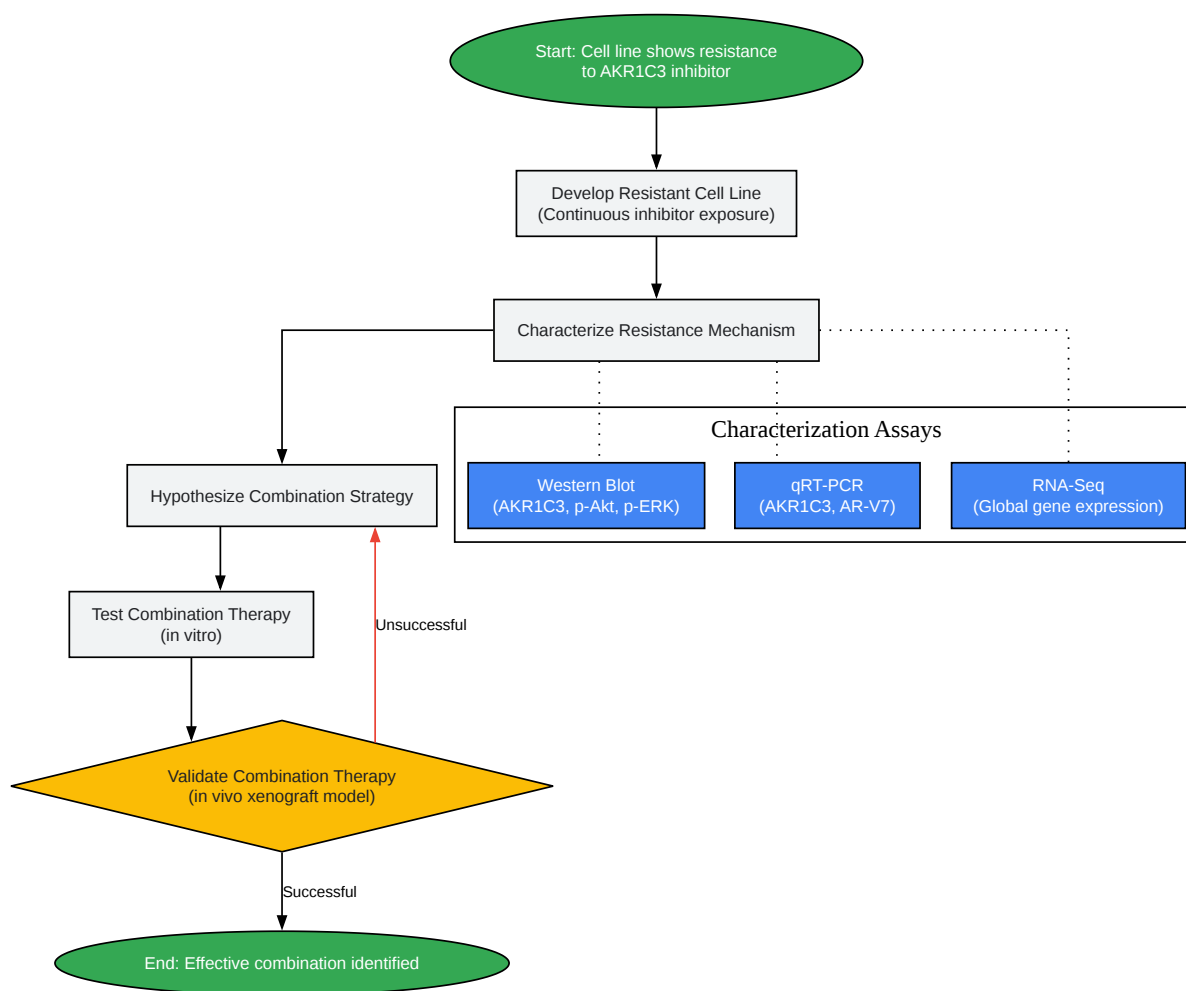 Start: Cell line shows resistance
to AKR1C3 inhibitor
Develop Resistant Cell Line
(Continuous inhibitor exposure)
Characterize Resistance Mechanism
Characterization Assays
Western Blot
(AKR1C3, p-Akt, p-ERK)
qRT-PCR
(AKR1C3, AR-V7)
RNA-Seq
(Global gene expression)
Hypothesize Combination Strategy
Test Combination Therapy
(in vitro)
Unsuccessful
Validate Combination Therapy
(in vivo xenograft model)
Successful
End: Effective combination identified